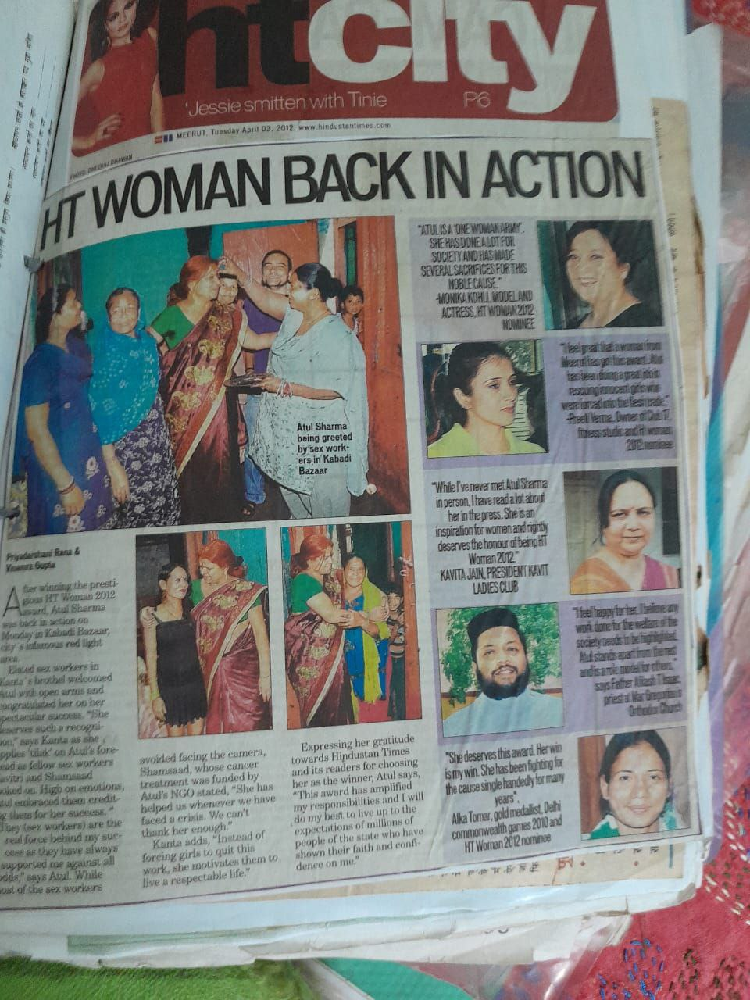 ht city
'Jessie smitten with Tinie P6
MEERUT, Tuesday April 03, 2012. www.hindustantimes.com
PHOTO: DHEERAJ DHAWAN
HT WOMAN BACK IN ACTION
Atul Sharma
being greeted
by sex work-
ers in Kabadi
Bazaar
Priyadarshani Rana &
Gupta
After winning the presti-
gious HT Woman 2012
award, Atul Sharma
was back in action on
Monday in Kabadi Bazaar,
city's infamous red light
area.
Elated sex workers in
Kanta's brothel welcomed
Atul with open arms and
congratulated her on her
spectacular success. "She
deserves such a recogni-
tion," says Kanta as she
applies 'tilak' on Atul's fore-
head as fellow sex workers
Savitri and Shamsaad
looked on. High on emotions,
Atul embraced them credit-
ing them for her success. "
They (sex workers) are the
real force behind my suc-
cess as they have always
supported me against all
odds," says Atul. While
most of the sex workers
avoided facing the camera,
Shamsaad, whose cancer
treatment was funded by
Atul's NGO stated, "She has
helped us whenever we have
faced a crisis. We can't
thank her enough."
Kanta adds, "Instead of
forcing girls to quit this
work, she motivates them to
live a respectable life."
Expressing her gratitude
towards Hindustan Times
and its readers for choosing
her as the winner, Atul says,
"This award has amplified
my responsibilities and I will
do my best to live up to the
expectations of millions of
people of the state who have
shown their faith and confi-
dence on me."
"ATUL IS A 'ONE WOMAN ARMY'.
SHE HAS DONE A LOT FOR
SOCIETY AND HAS MADE
SEVERAL SACRIFICES FOR THIS
NOBLE CAUSE."
-MONIKA KOHLI, MODEL AND
ACTRESS, HT WOMAN 2012
NOMINEE
"I feel great that a woman from
Meerut has got this award. Atul
has been doing a great job in
rescuing innocent girls who
were forced into the flesh trade."
-Preeti Verma, Owner of Club 17,
fitness studio and Ht woman
2012 nominee
"While I've never met Atul Sharma
in person, I have read a lot about
her in the press. She is an
inspiration for women and rightly
deserves the honour of being HT
Woman 2012,"
KAVITA JAIN, PRESIDENT KAVIT
LADIES CLUB
"I feel happy for her. I believe any
work done for the welfare of the
society needs to be highlighted.
Atul stands apart from the rest
and is a role model for others,"
says Father
priest at Mar Gregorios
Orthodox Church
"She deserves this award. Her win
is my win. She has been fighting for
the cause single handedly for many
years".
Alka Tomar, gold medallist, Delhi
commonwealth games 2010 and
HT Woman 2012 nominee